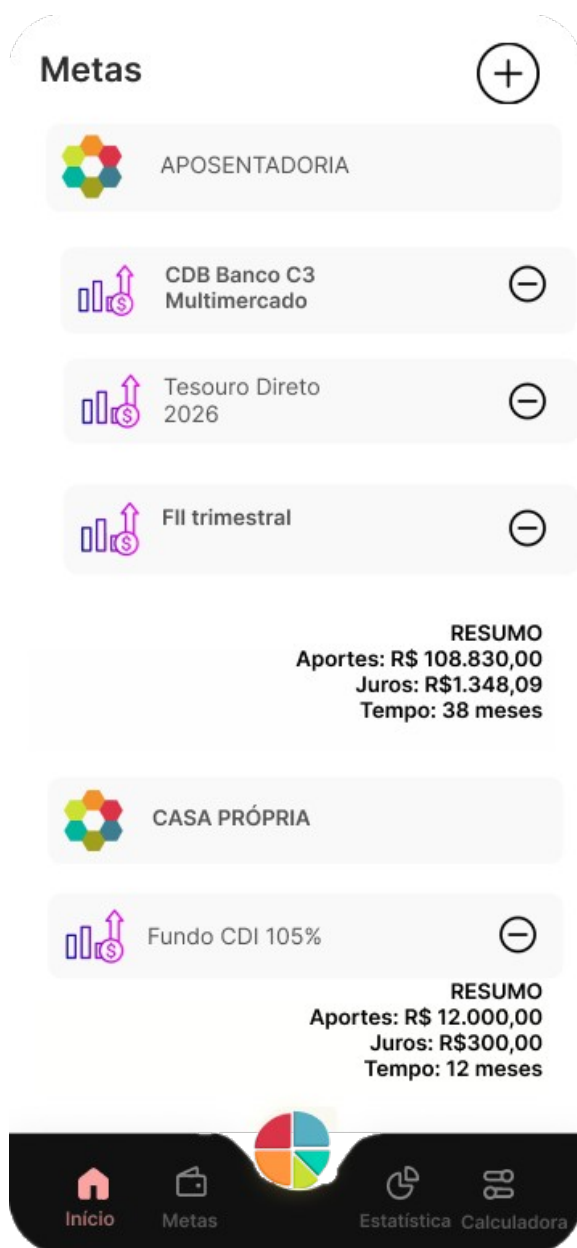 Metas
APOSENTADORIA
CDB Banco C3
Multimercado
Tesouro Direto
2026
FII trimestral
RESUMO
Aportes: R$ 108.830,00
Juros: R$1.348,09
Tempo: 38 meses
CASA PRÓPRIA
Fundo CDI 105%
RESUMO
Aportes: R$ 12.000,00
Juros: R$300,00
Tempo: 12 meses
Início Metas Estatística Calculadora